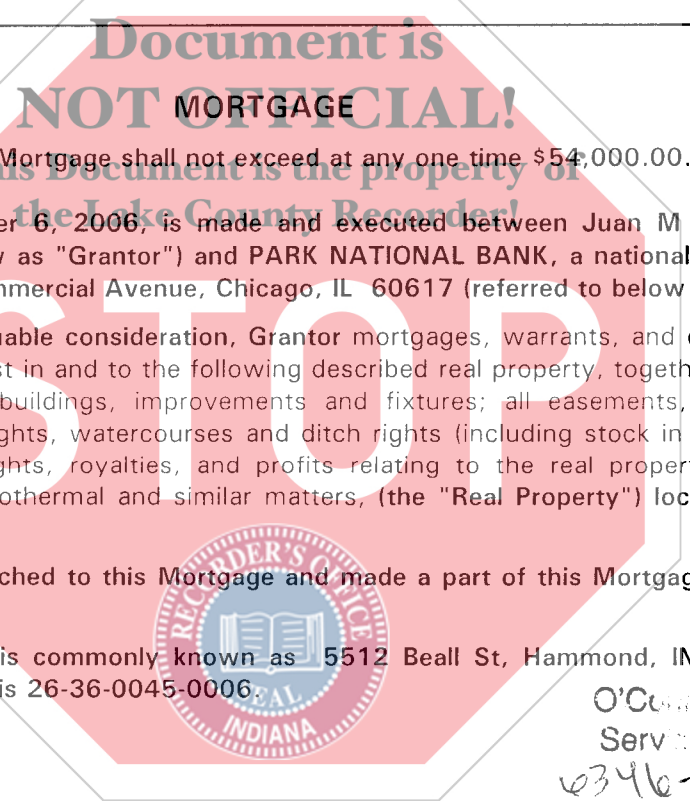 Document is
NOT OFFICIAL!
MORTGAGE
Mortgage shall not exceed at any one time $54,000.00.
This Document is the property of
the Lake County Recorder!
er 6, 2006, is made and executed between Juan M
w as "Grantor") and PARK NATIONAL BANK, a national
mmercial Avenue, Chicago, IL 60617 (referred to below
uable consideration, Grantor mortgages, warrants, and
st in and to the following described real property, togeth
buildings, improvements and fixtures; all easements,
ghts, watercourses and ditch rights (including stock in
ghts, royalties, and profits relating to the real proper
othermal and similar matters, (the "Real Property") loc
STOP
ched to this Mortgage and made a part of this Mortgag
RECORDER'S OFFICE
SEAL
INDIANA
is commonly known as 5512 Beall St, Hammond, IN
is 26-36-0045-0006.
Serv
6346-